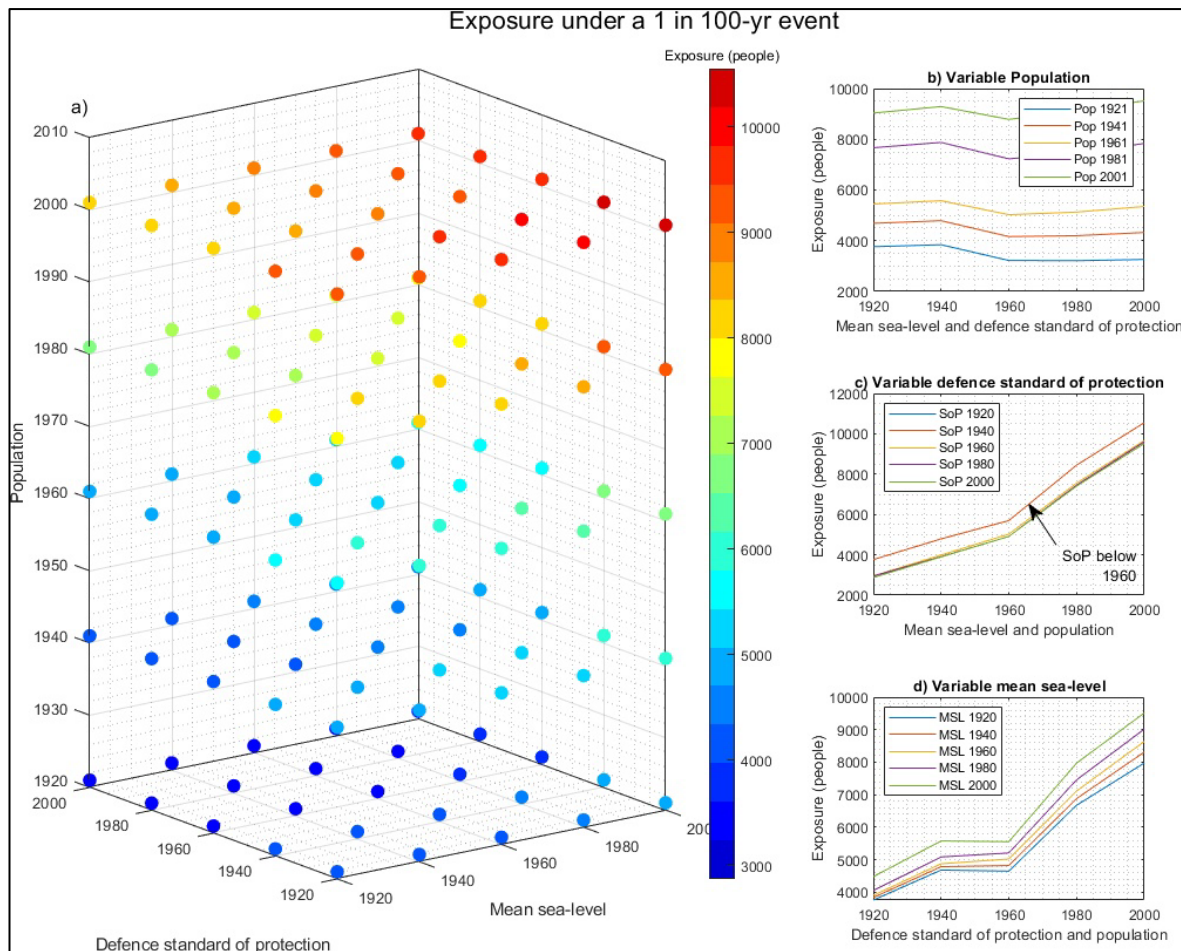 Exposure under a 1 in 100-yr event
a)
Population
2010
2000
1990
1980
1970
1960
1950
1940
1930
1920
2000
1980
1960
1940
1920
Defence standard of protection
1920
1940
1960
1980
200
Mean sea-level
Exposure (people)
10000
9000
8000
7000
6000
5000
4000
3000
b) Variable Population
Exposure (people)
10000
8000
6000
4000
2000
Pop 1921
Pop 1941
Pop 1961
Pop 1981
Pop 2001
1920 1940 1960 1980 2000
Mean sea-level and defence standard of protection
c) Variable defence standard of protection
Exposure (people)
12000
10000
8000
6000
4000
2000
SoP 1920
SoP 1940
SoP 1960
SoP 1980
SoP 2000
SoP below
1960
1920 1940 1960 1980 2000
Mean sea-level and population
d) Variable mean sea-level
Exposure (people)
10000
9000
8000
7000
6000
5000
4000
MSL 1920
MSL 1940
MSL 1960
MSL 1980
MSL 2000
1920 1940 1960 1980 2000
Defence standard of protection and population